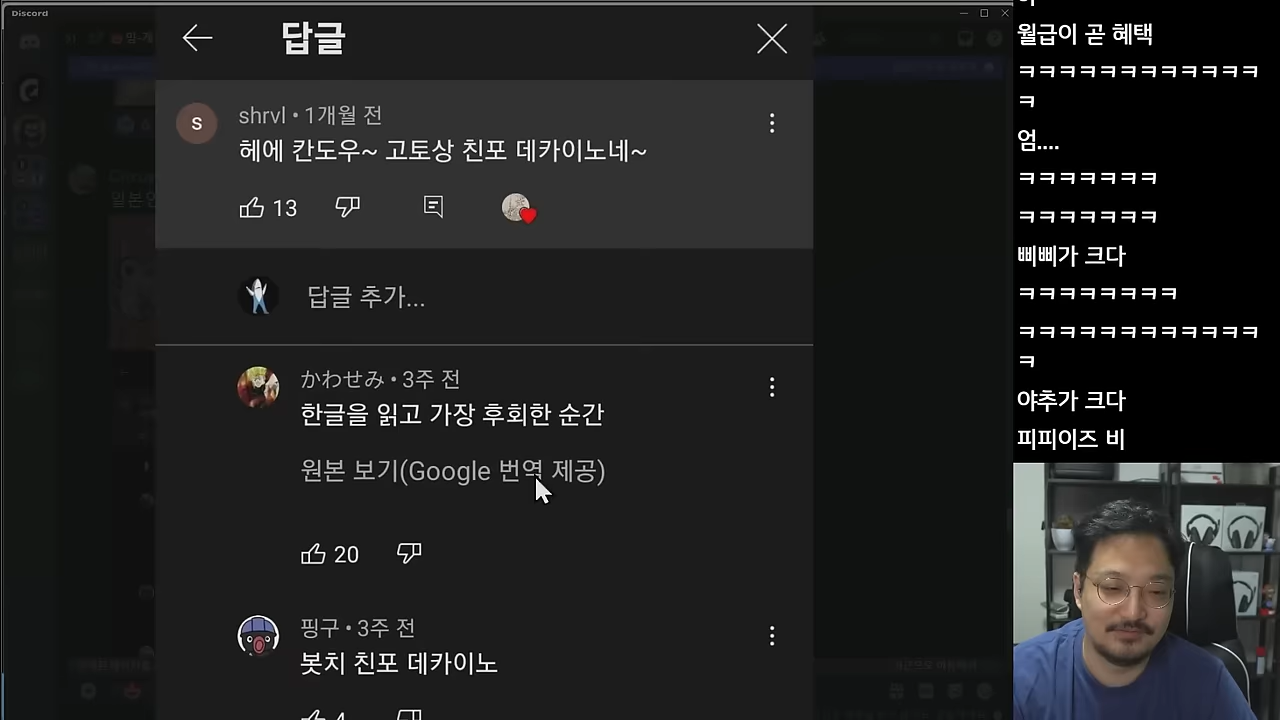 Discord
답글
shrvl • 1개월 전
헤에 칸도우~ 고토상 친포 데카이노네~
13
답글 추가...
かわせみ • 3주 전
한글을 읽고 가장 후회한 순간
원본 보기(Google 번역 제공)
20
핑구 • 3주 전
봇치 친포 데카이노
4
월급이 곧 혜택
ㅋㅋㅋㅋㅋㅋㅋㅋㅋㅋㅋㅋ
ㅋ
엄....
ㅋㅋㅋㅋㅋㅋㅋ
ㅋㅋㅋㅋㅋㅋㅋ
삐삐가 크다
ㅋㅋㅋㅋㅋㅋㅋㅋ
ㅋㅋㅋㅋㅋㅋㅋㅋㅋㅋㅋㅋ
ㅋ
야추가 크다
피피이즈 비